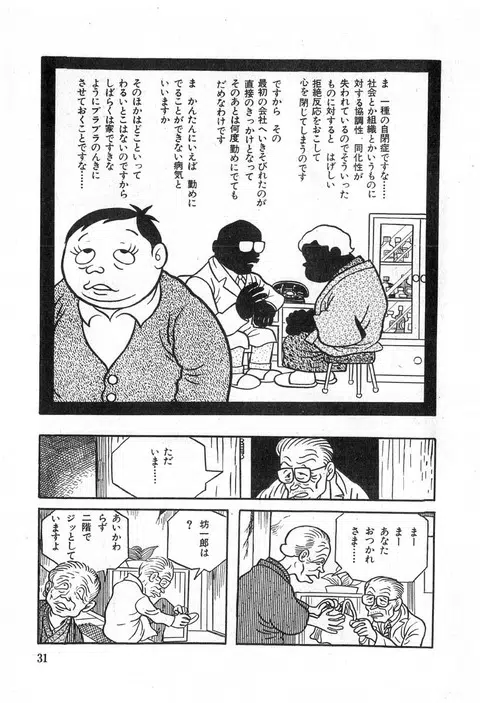 ま　一種の自閉症ですな……
社会とか組織とかいうものに
対する協調性　同化性が
失われているのでそういった
ものに対すると　はげしい
拒絶反応をおこして
心を閉じてしまうのです
ですから　その
最初の会社へいきそびれたのが
直接のきっかけとなって
そのあとは何度 勤めにでても
だめなわけです
ま　かんたんにいえば　勤めに
でることができない病気と
いいますか
そのほかはどこといって
わるいとこはないのですから
しばらくは家ですきな
ようにブラブラのんきに
させておくことですな……
ただ
いま……
まー
まー
あなた
おつかれ
さま……
坊一郎は
？
あいかわ
らず
二階で
ジッとして
いますよ
31